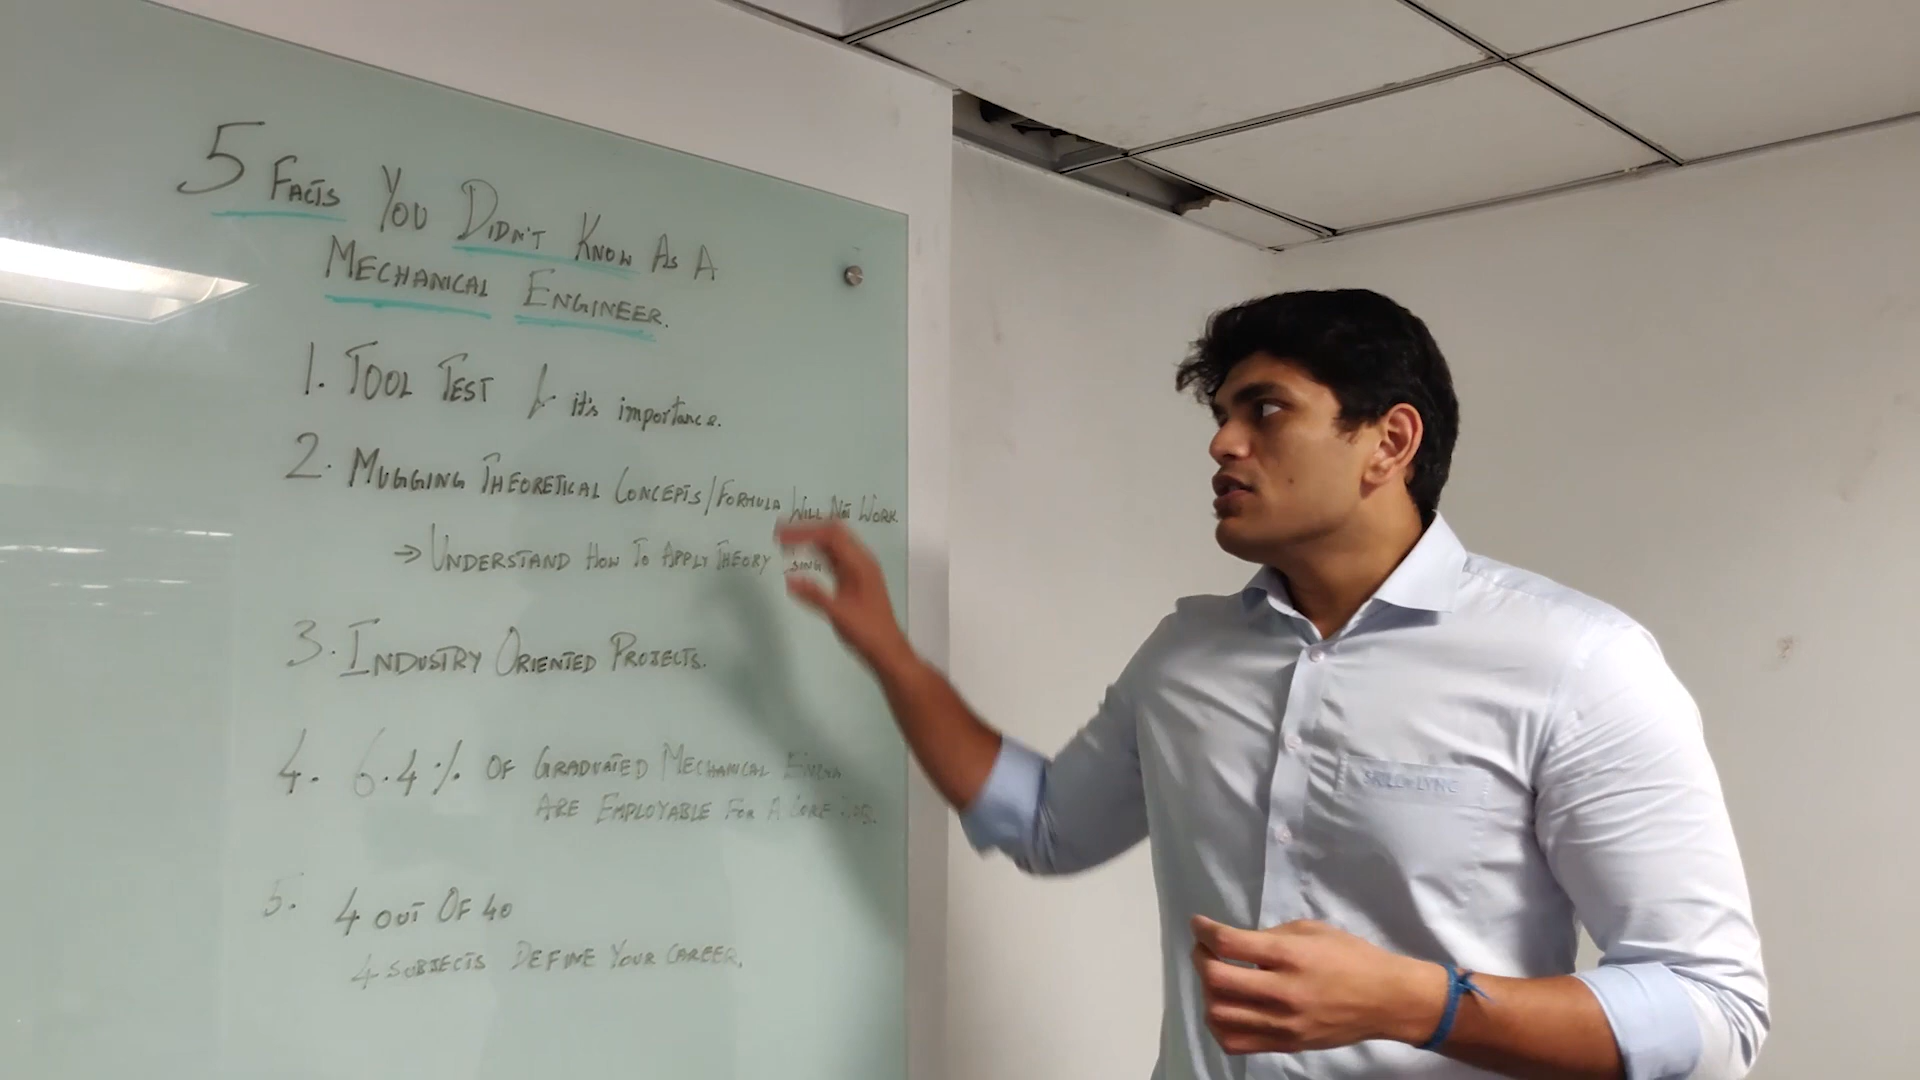 5 FACTS YOU DIDN'T KNOW AS A
MECHANICAL ENGINEER.
1. TOOL TEST & it's importance.
2. MUGGING THEORETICAL CONCEPTS/FORMULA WILL NOT WORK
→ UNDERSTAND HOW TO APPLY THEORY
3. INDUSTRY ORIENTED PROJECTS.
4. 6.4% OF GRADUATED MECHANICAL
ARE EMPLOYABLE FOR A CORE JOB.
5. 4 OUT OF 40
4 SUBJECTS DEFINE YOUR CAREER.
SKILL-LYNC